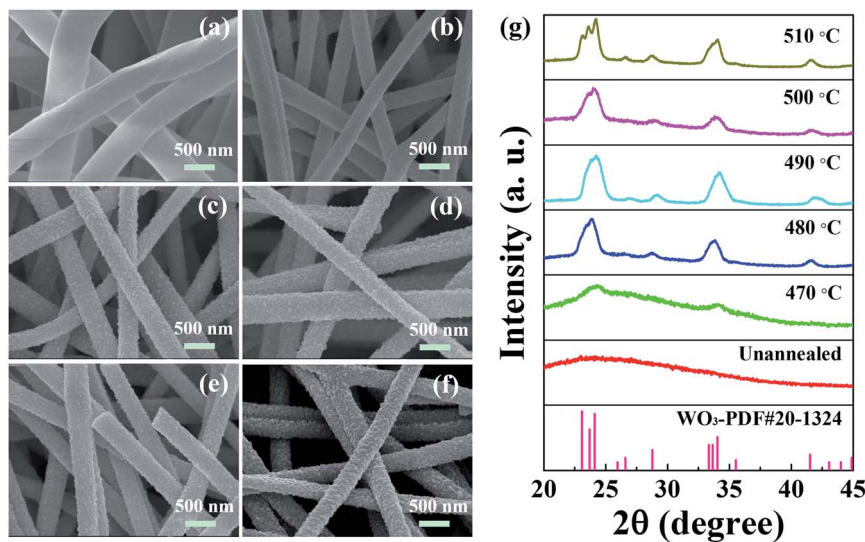 (a)
500 nm
(b)
500 nm
(c)
500 nm
(d)
500 nm
(e)
500 nm
(f)
500 nm
(g)
Intensity (a. u.)
510 °C
500 °C
490 °C
480 °C
470 °C
Unannealed
WO₃-PDF#20-1324
20 25 30 35 40 45
2θ (degree)